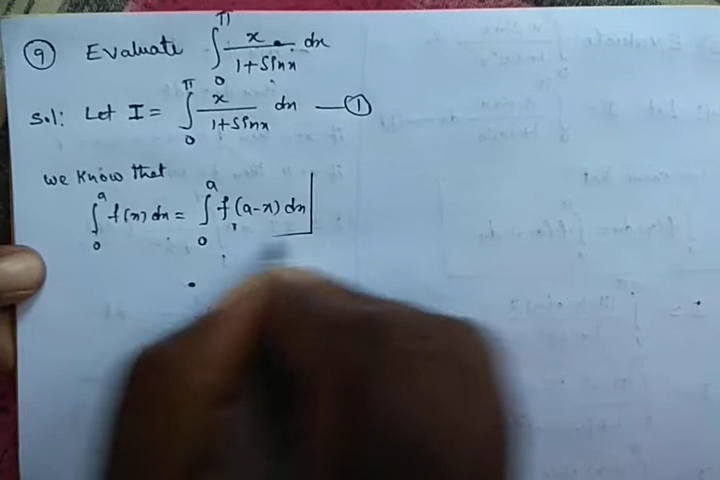 9 Evaluate ∫₀^π x/(1+Sinx) dx
Sol: Let I = ∫₀^π x/(1+Sinx) dx —①
we know that
∫₀^a f(x) dx = ∫₀^a f(a-x) dx